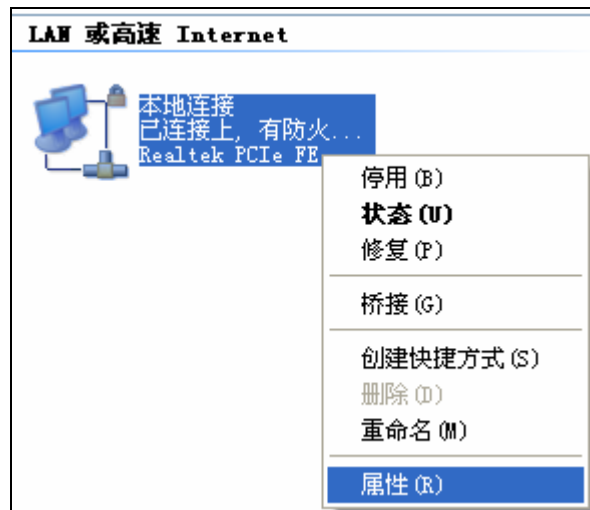 LAN 或高速 Internet
本地连接
已连接上, 有防火...
Realtek PCIe FE
停用(B)
状态(U)
修复(P)
桥接(G)
创建快捷方式(S)
删除(D)
重命名(M)
属性(R)